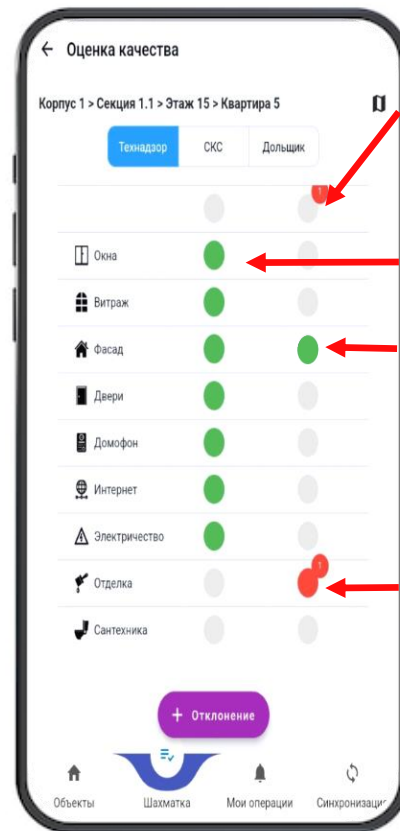 ← Оценка качества
Корпус 1 > Секция 1.1 > Этаж 15 > Квартира 5
Технадзор СКС Дольщик
1
Окна
Витраж
Фасад
Двери
Домофон
Интернет
Электричество
1
Отделка
Сантехника
+ Отклонение
Объекты Шахматка Мои операции Синхронизация